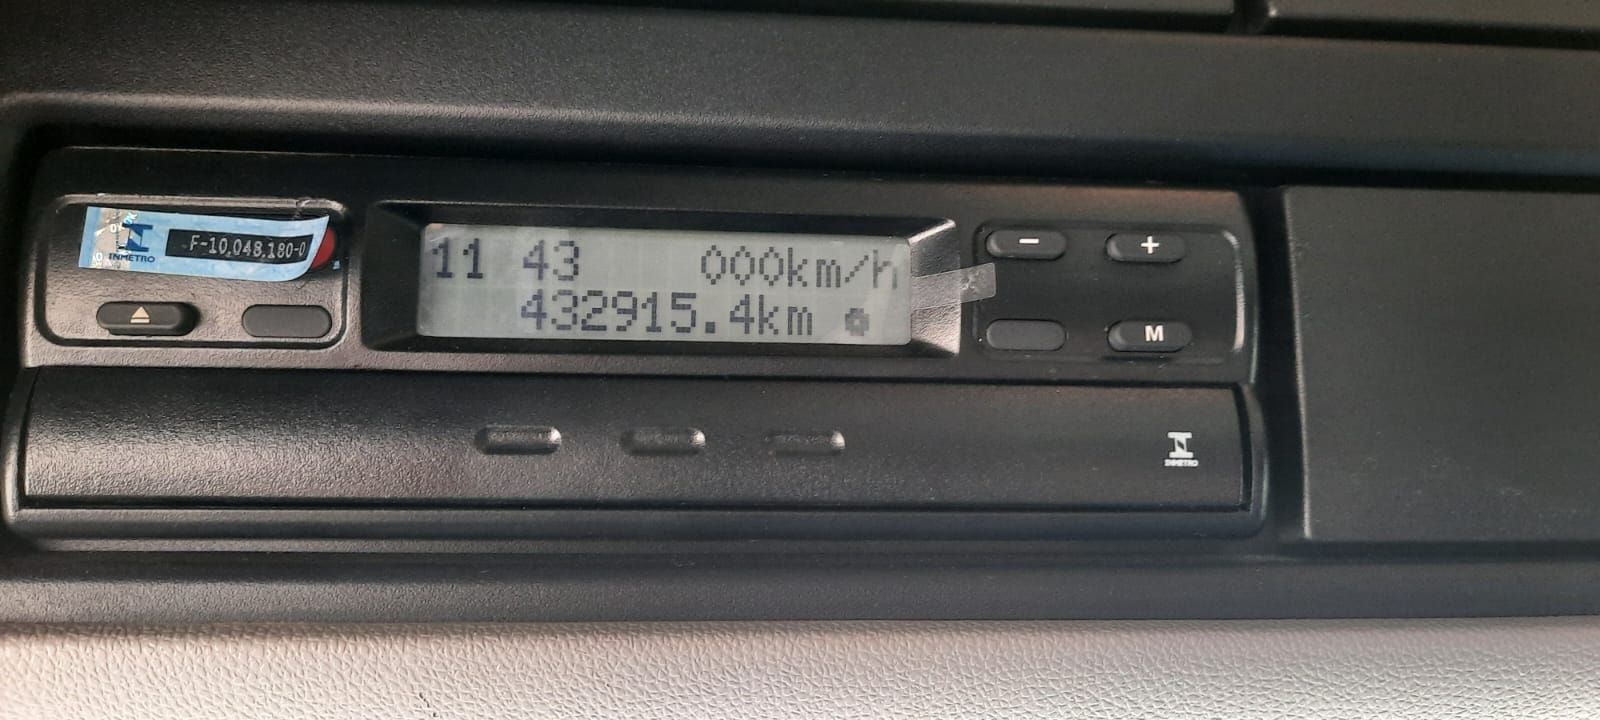 INMETRO
F-10.048.180-0
11 43 000km/h
432915.4km
- +
M
INMETRO